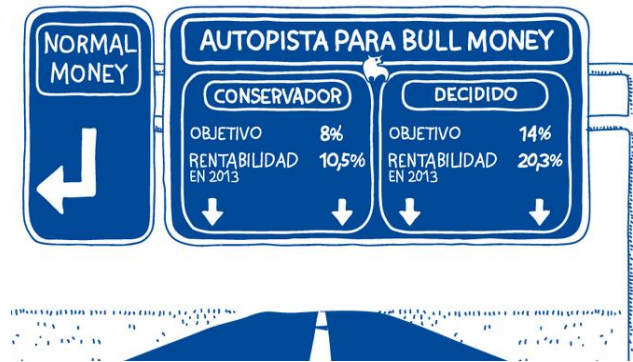 NORMAL
MONEY
AUTOPISTA PARA BULL MONEY
CONSERVADOR
OBJETIVO 8%
RENTABILIDAD 10,5%
EN 2013
DECIDIDO
OBJETIVO 14%
RENTABILIDAD 20,3%
EN 2013